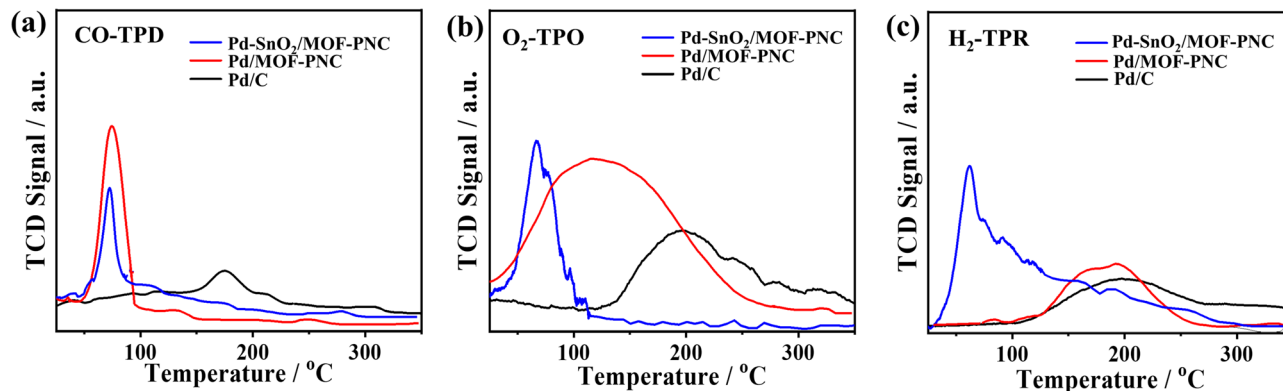 (a)
CO-TPD
Pd-SnO₂/MOF-PNC
Pd/MOF-PNC
Pd/C
TCD Signal / a.u.
100
200
300
Temperature / °C
(b)
O₂-TPO
Pd-SnO₂/MOF-PNC
Pd/MOF-PNC
Pd/C
TCD Signal / a.u.
100
200
300
Temperature / °C
(c)
H₂-TPR
Pd-SnO₂/MOF-PNC
Pd/MOF-PNC
Pd/C
TCD Signal / a.u.
100
200
300
Temperature / °C